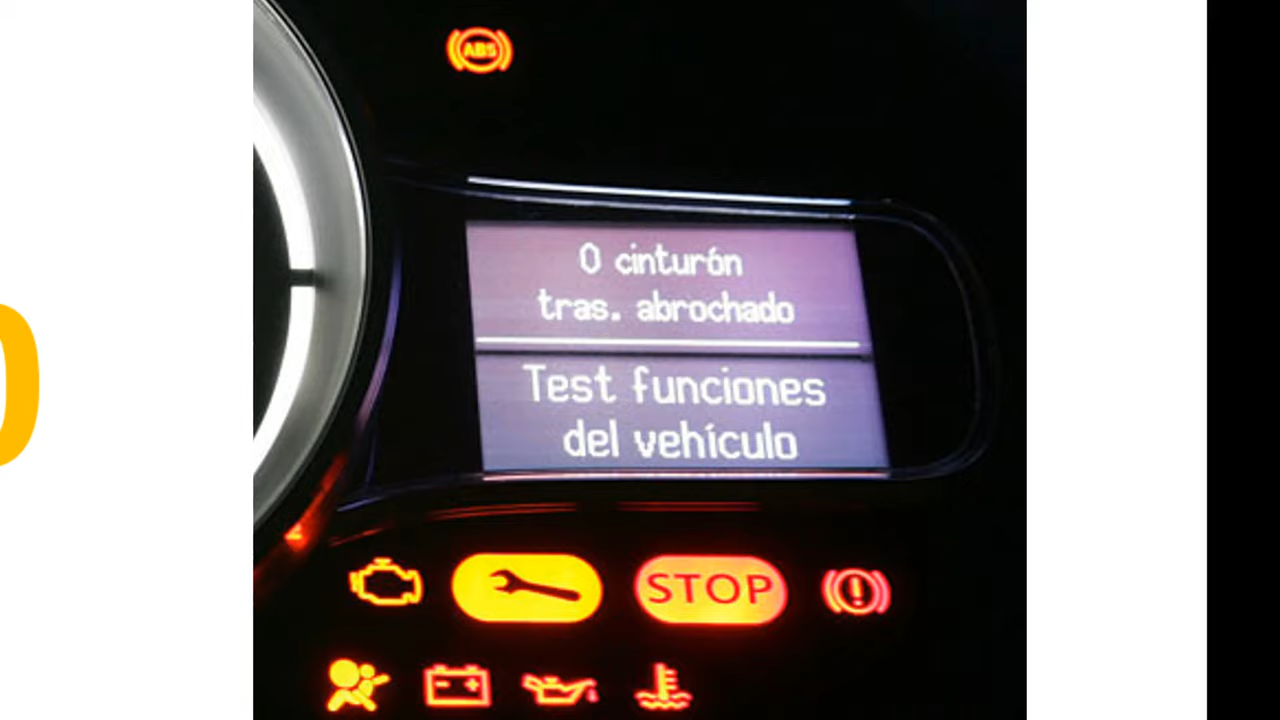 ABS
0 cinturón
tras. abrochado
Test funciones
del vehículo
STOP